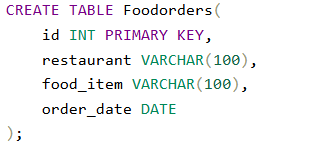 CREATE TABLE Foodorders(
    id INT PRIMARY KEY,
    restaurant VARCHAR(100),
    food_item VARCHAR(100),
    order_date DATE
);